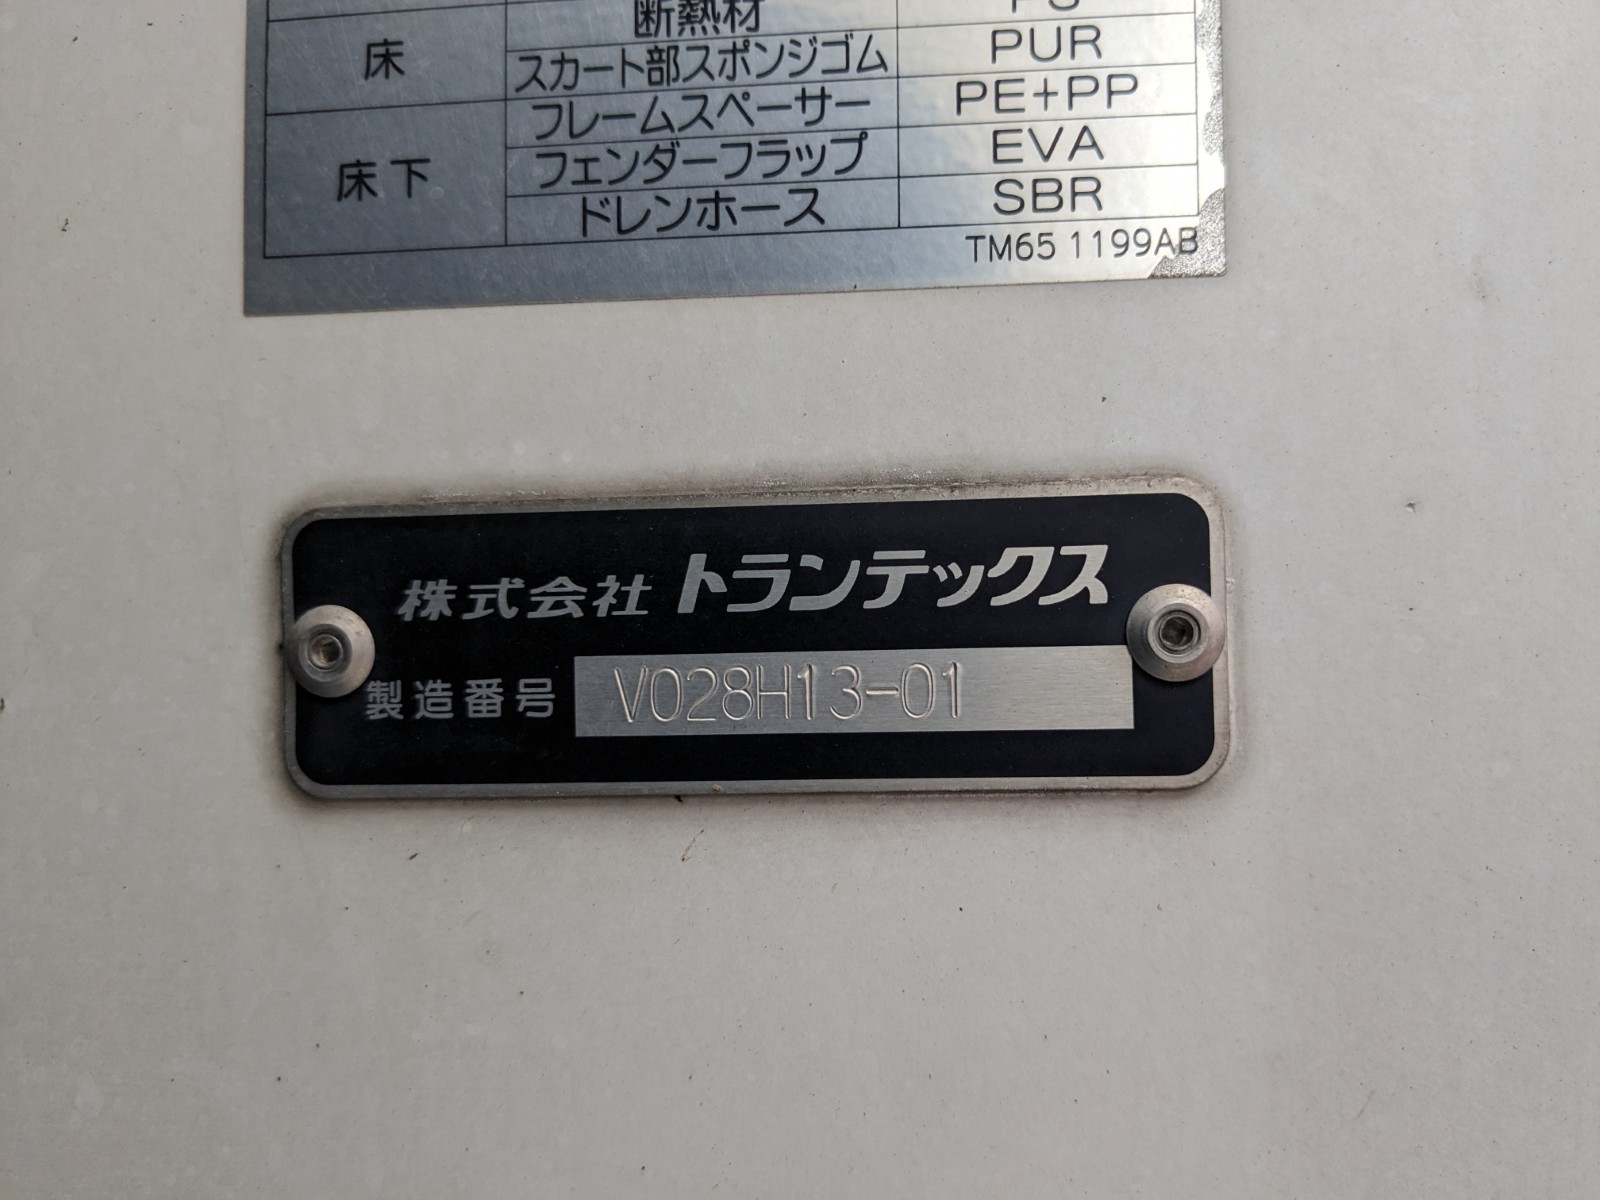 断熱材
床 スカート部スポンジゴム PUR
フレームスペーサー PE+PP
床下 フェンダーフラップ EVA
ドレンホース SBR
TM65 1199AB
株式会社 トランテックス
製造番号 V028H13-01